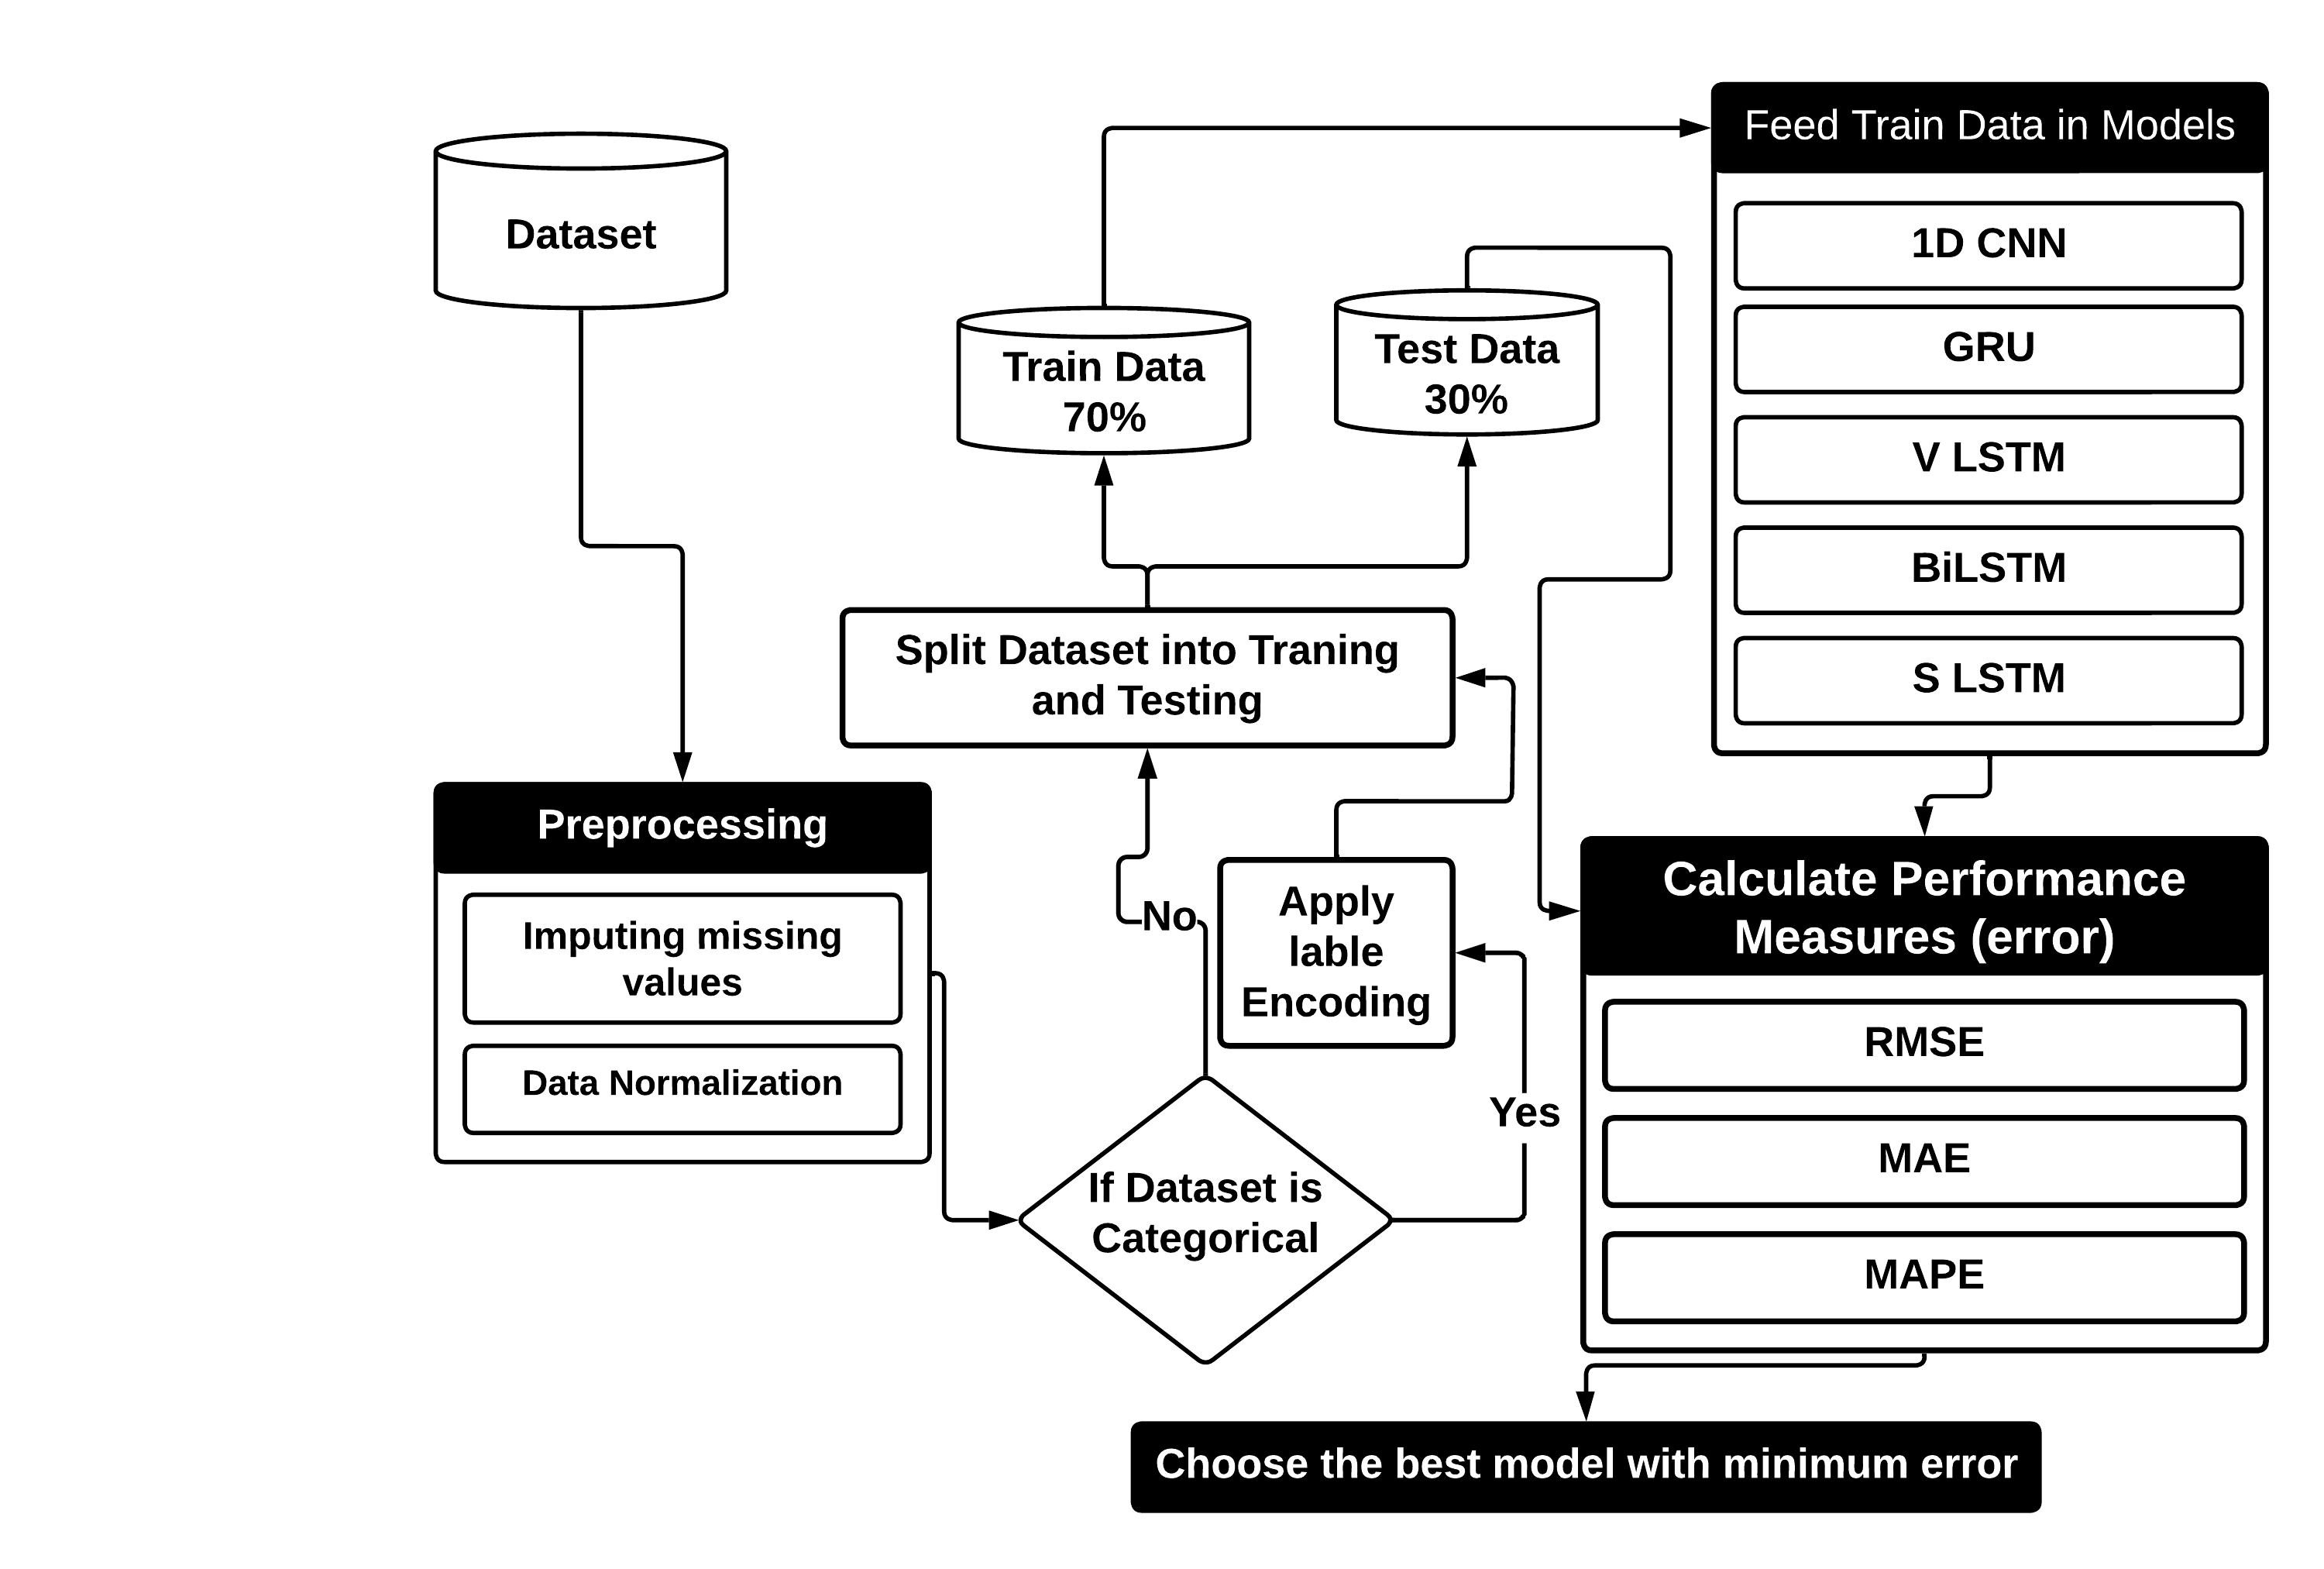 Dataset
Preprocessing
Imputing missing
values
Data Normalization
If Dataset is
Categorical
No
Yes
Apply
lable
Encoding
Split Dataset into Traning
and Testing
Train Data
70%
Test Data
30%
Feed Train Data in Models
1D CNN
GRU
V LSTM
BiLSTM
S LSTM
Calculate Performance
Measures (error)
RMSE
MAE
MAPE
Choose the best model with minimum error